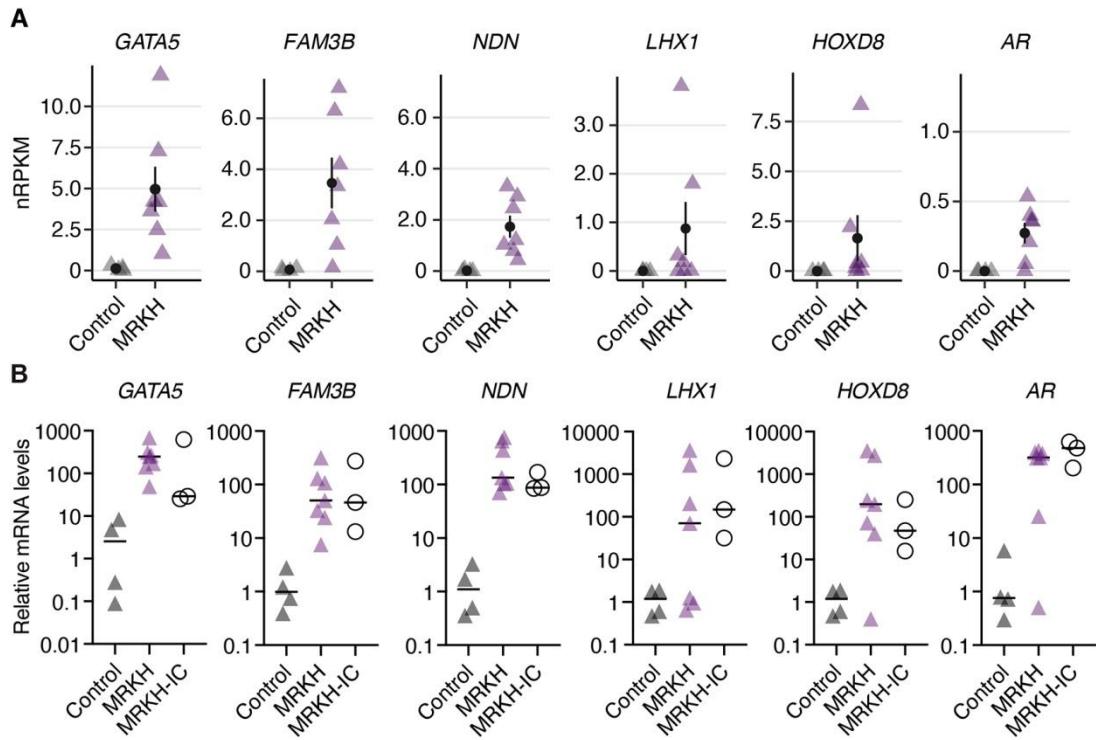 A
GATA5 FAM3B NDN LHX1 HOXD8 AR
nRPKM
10.0 7.5 5.0 2.5 0
6.0 4.0 2.0 0
6.0 4.0 2.0 0
3.0 2.0 1.0 0
7.5 5.0 2.5 0
1.0 0.5 0
Control MRKH Control MRKH Control MRKH Control MRKH Control MRKH Control MRKH
B
GATA5 FAM3B NDN LHX1 HOXD8 AR
Relative mRNA levels
1000 100 10 1 0.1 0.01
1000 100 10 1 0.1
1000 100 10 1 0.1
10000 1000 100 10 1 0.1
10000 1000 100 10 1 0.1
1000 100 10 1 0.1
Control MRKH MRKH-IC Control MRKH MRKH-IC Control MRKH MRKH-IC Control MRKH MRKH-IC Control MRKH MRKH-IC Control MRKH MRKH-IC